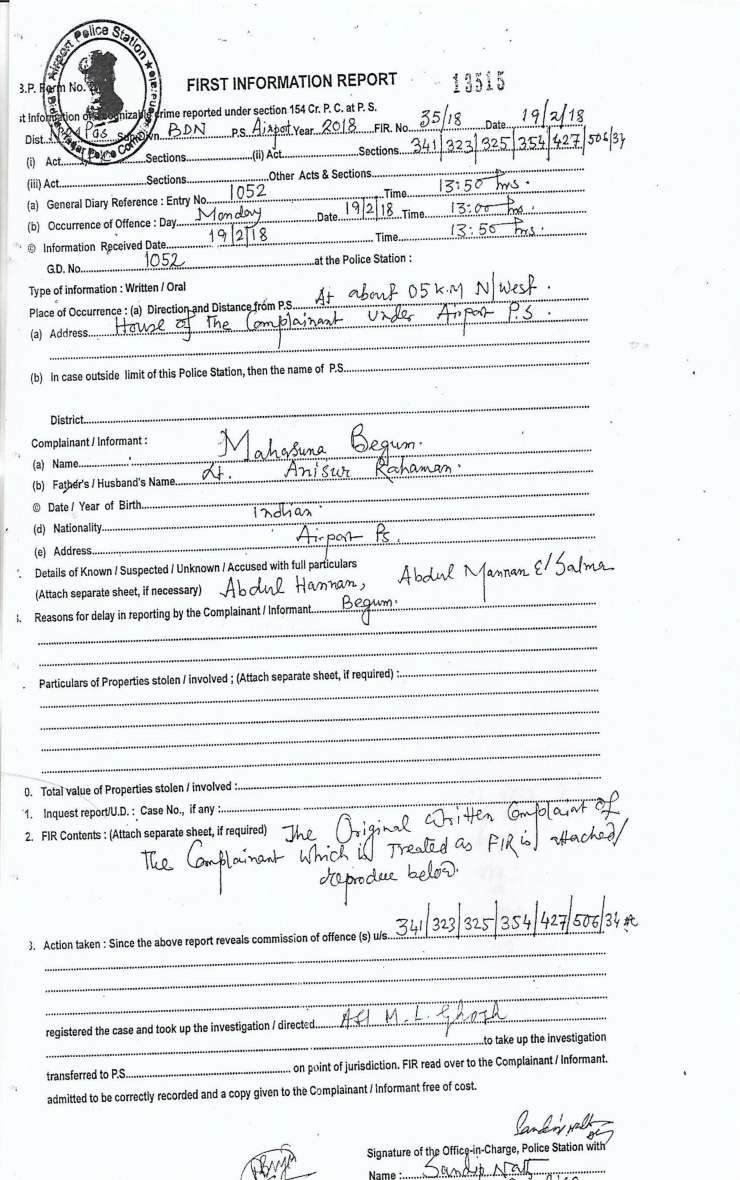 Airport Police Station
13515
FIRST INFORMATION REPORT
B.P. Form No.
st Information of cognizable crime reported under section 154 Cr. P. C. at P. S.
Dist. N 24 Pgs Subdivn. BDN P.S. Airport Year 2018 FIR. No. 35/18 Date 19/2/18
(i) Act Sections (ii) Act Sections 341/323/325/354/427/506/34
(iii) Act Sections Other Acts & Sections
(a) General Diary Reference : Entry No. 1052 Time 13:50 hrs.
(b) Occurrence of Offence : Day Monday Date 19/2/18 Time 13:00 hrs.
© Information Received Date 19/2/18 Time 13:50 hrs.
G.D. No. 1052 at the Police Station :
Type of information : Written / Oral
Place of Occurrence : (a) Direction and Distance from P.S. At about 05 K.M N/West.
(a) Address House of The Complainant under Airport P.S.
(b) In case outside limit of this Police Station, then the name of P.S.
District
Complainant / Informant :
(a) Name Mahasuna Begum.
(b) Father's / Husband's Name Lt. Anisur Rahaman.
© Date / Year of Birth
(d) Nationality Indian
(e) Address Airport Ps.
Details of Known / Suspected / Unknown / Accused with full particulars
(Attach separate sheet, if necessary) Abdul Hannan, Abdul Mannan & Salma
Begum.
Reasons for delay in reporting by the Complainant / Informant
Particulars of Properties stolen / involved ; (Attach separate sheet, if required) :
0. Total value of Properties stolen / involved :
1. Inquest report/U.D. : Case No., if any :
2. FIR Contents : (Attach separate sheet, if required) The Original written Complaint of
the Complainant which is Treated as FIR is attached/
reproduce below.
3. Action taken : Since the above report reveals commission of offence (s) u/s. 341/323/325/354/427/506/34
registered the case and took up the investigation / directed ASI M. L. Ghosh
to take up the investigation
transferred to P.S. on point of jurisdiction. FIR read over to the Complainant / Informant.
admitted to be correctly recorded and a copy given to the Complainant / Informant free of cost.
Signature of the Office-in-Charge, Police Station with
Name : Sandip Natt